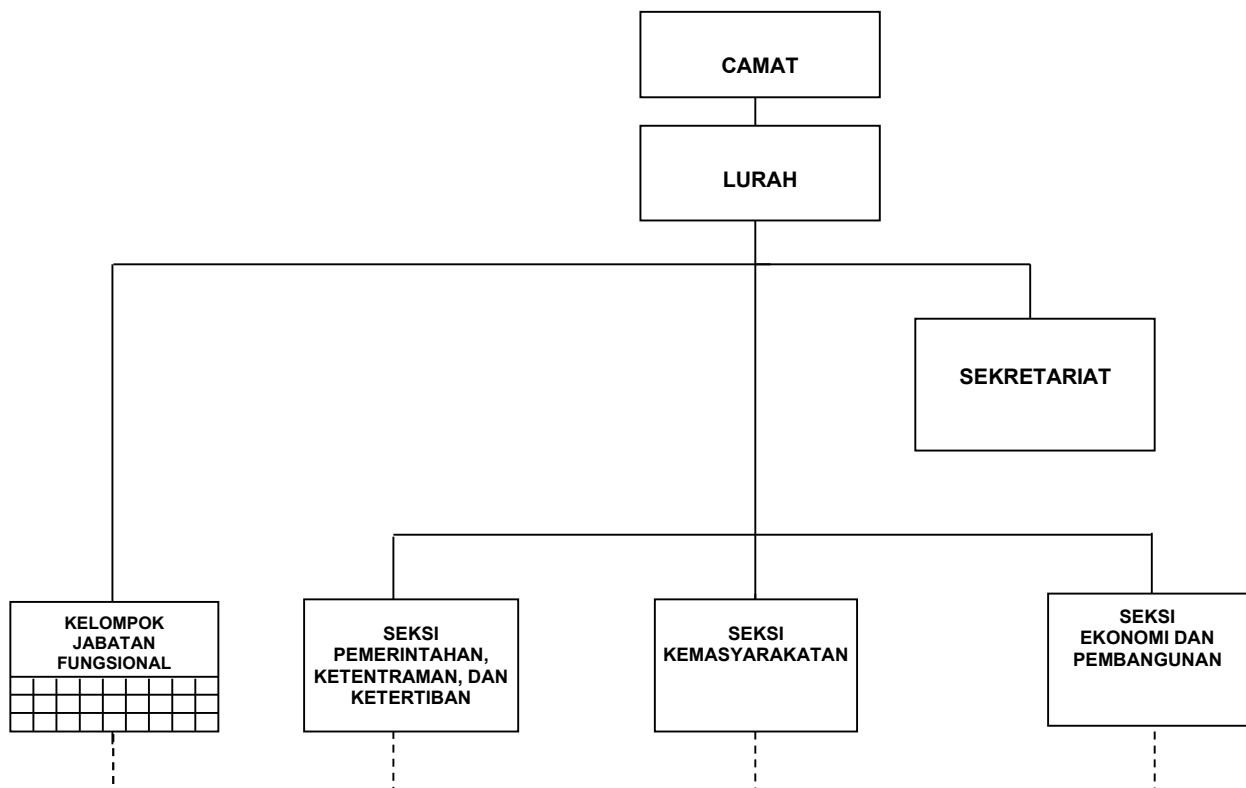 CAMAT
LURAH
SEKRETARIAT
KELOMPOK
JABATAN
FUNGSIONAL
SEKSI
PEMERINTAHAN,
KETENTRAMAN, DAN
KETERTIBAN
SEKSI
KEMASYARAKATAN
SEKSI
EKONOMI DAN
PEMBANGUNAN